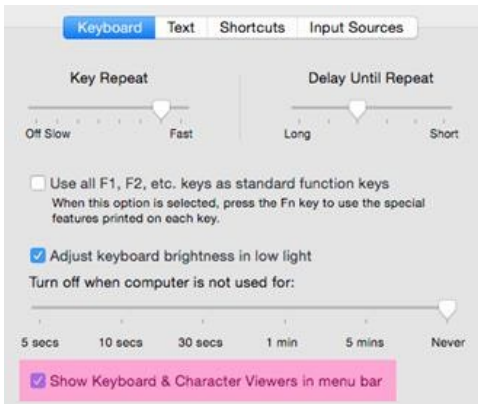 Keyboard Text Shortcuts Input Sources
Key Repeat Delay Until Repeat
Off Slow Fast Long Short
Use all F1, F2, etc. keys as standard function keys
When this option is selected, press the Fn key to use the special
features printed on each key.
Adjust keyboard brightness in low light
Turn off when computer is not used for:
5 secs 10 secs 30 secs 1 min 5 mins Never
Show Keyboard & Character Viewers in menu bar